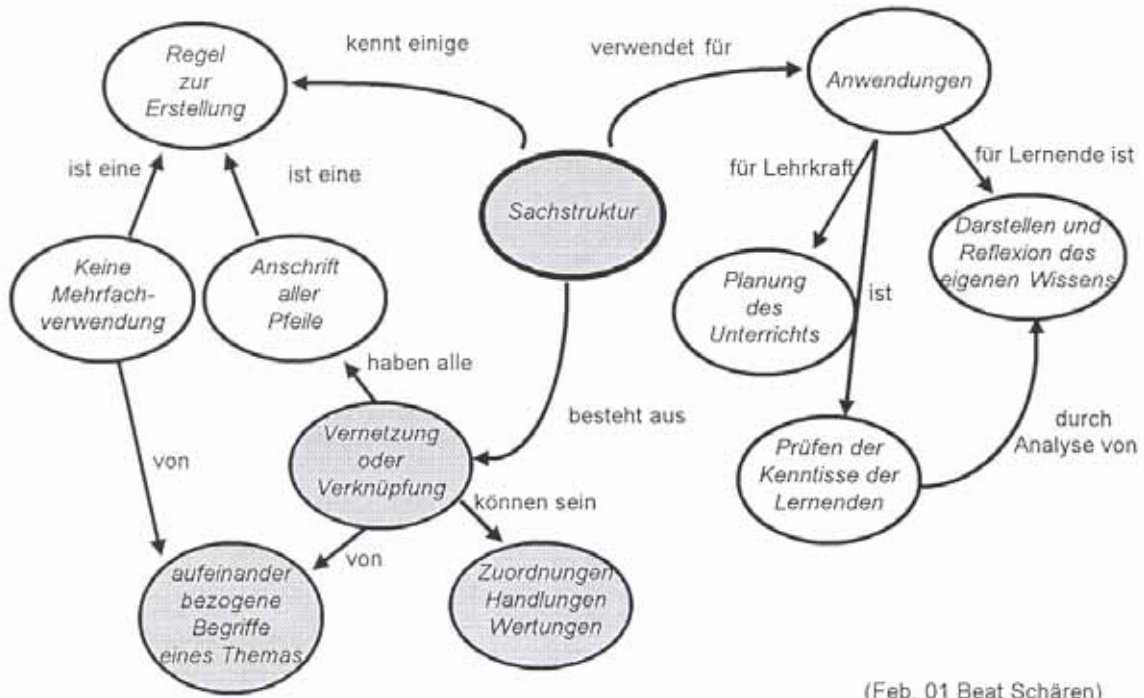 Regel
zur
Erstellung
kennt einige
verwendet für
Anwendungen
ist eine
ist eine
für Lehrkraft
für Lernende ist
Sachstruktur
Darstellen und
Reflexion des
eigenen Wissens
Keine
Mehrfach-
verwendung
Anschrift
aller
Pfeile
Planung
des
Unterrichts
ist
haben alle
besteht aus
durch
Analyse von
Vernetzung
oder
Verknüpfung
von
können sein
Prüfen der
Kenntisse der
Lernenden
von
aufeinander
bezogene
Begriffe
eines Themas
Zuordnungen
Handlungen
Wertungen
(Feb. 01 Beat Schären)